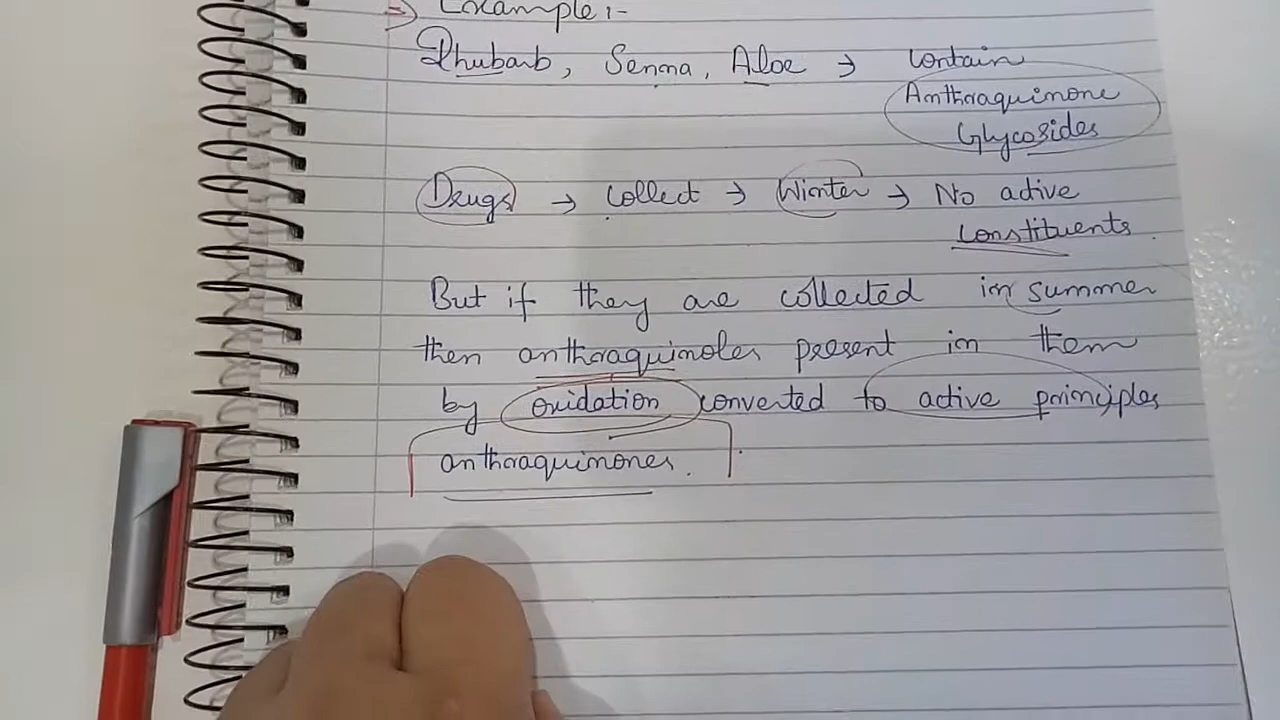 ⇒ Example:-
Rhubarb, Senna, Aloe → contain
Anthraquinone
Glycosides
Drugs → collect → Winter → No active
constituents.
But if they are collected in summer
then anthraquinoles present in them
by oxidation converted to active principles
anthraquinones.